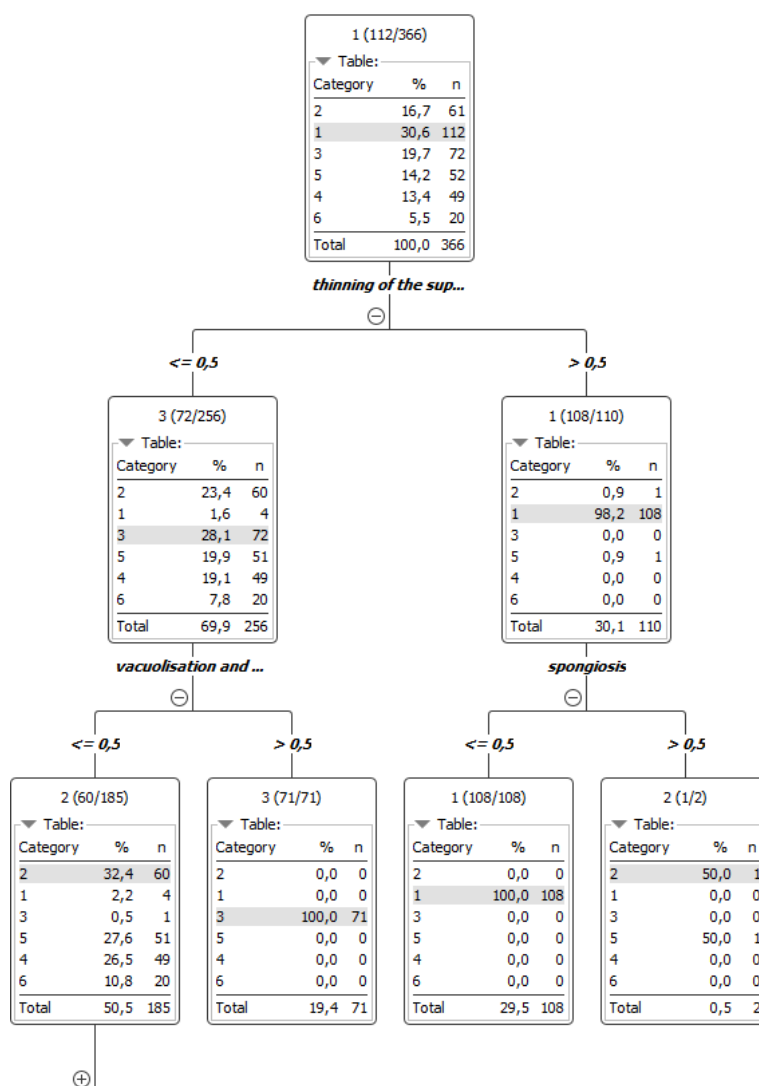 1 (112/366)
Table:
Category % n
2 16,7 61
1 30,6 112
3 19,7 72
5 14,2 52
4 13,4 49
6 5,5 20
Total 100,0 366
thinning of the sup...
<= 0,5
> 0,5
3 (72/256)
Table:
Category % n
2 23,4 60
1 1,6 4
3 28,1 72
5 19,9 51
4 19,1 49
6 7,8 20
Total 69,9 256
vacuolisation and ...
1 (108/110)
Table:
Category % n
2 0,9 1
1 98,2 108
3 0,0 0
5 0,9 1
4 0,0 0
6 0,0 0
Total 30,1 110
spongiosis
<= 0,5
> 0,5
<= 0,5
> 0,5
2 (60/185)
Table:
Category % n
2 32,4 60
1 2,2 4
3 0,5 1
5 27,6 51
4 26,5 49
6 10,8 20
Total 50,5 185
3 (71/71)
Table:
Category % n
2 0,0 0
1 0,0 0
3 100,0 71
5 0,0 0
4 0,0 0
6 0,0 0
Total 19,4 71
1 (108/108)
Table:
Category % n
2 0,0 0
1 100,0 108
3 0,0 0
5 0,0 0
4 0,0 0
6 0,0 0
Total 29,5 108
2 (1/2)
Table:
Category % n
2 50,0 1
1 0,0 0
3 0,0 0
5 50,0 1
4 0,0 0
6 0,0 0
Total 0,5 2